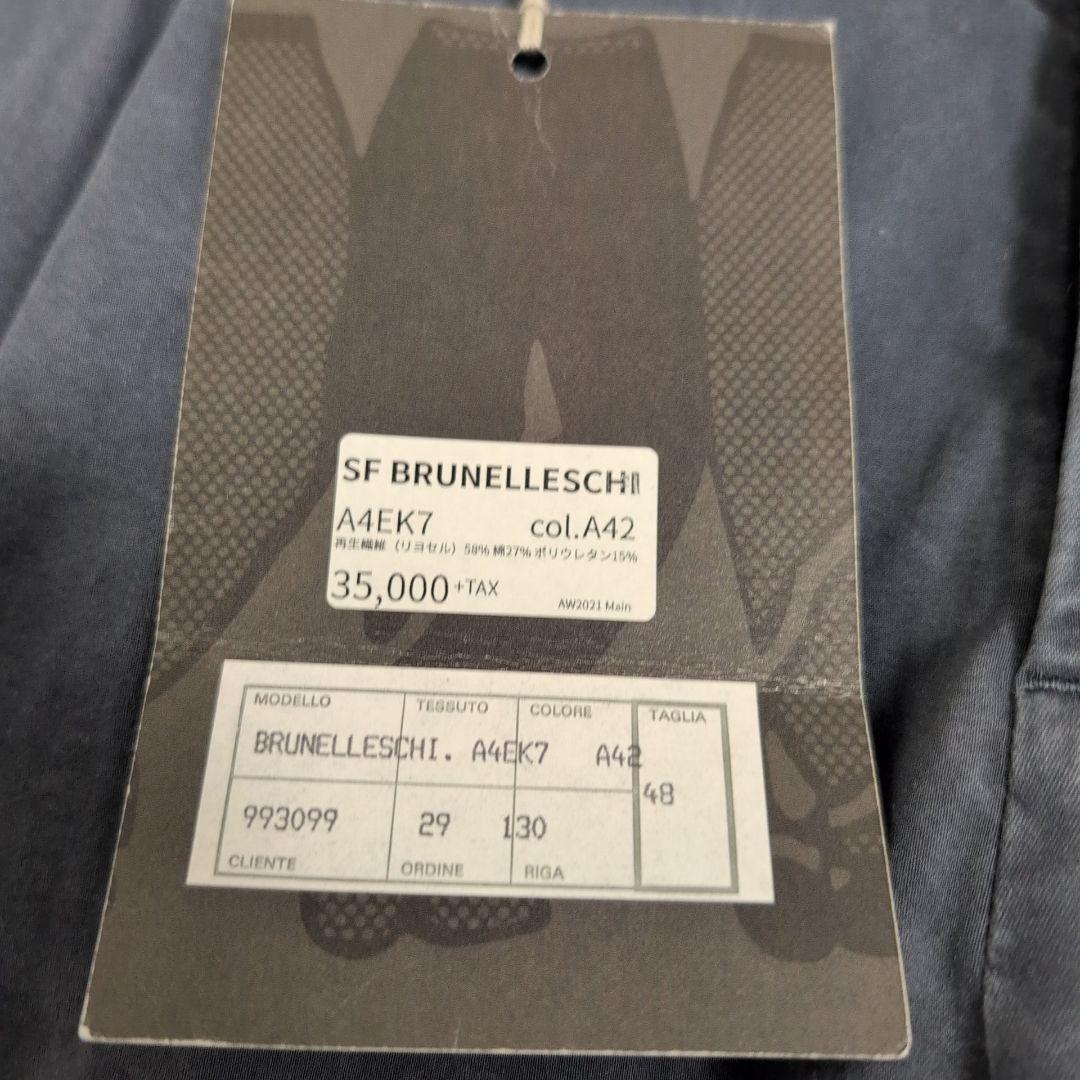 SF BRUNELLESCHI
A4EK7 col.A42
再生繊維（リヨセル）58% 綿27% ポリウレタン15%
35,000+TAX
AW2021 Main
MODELLO TESSUTO COLORE TAGLIA
BRUNELLESCHI. A4EK7 A42
48
993099 29 130
CLIENTE ORDINE RIGA